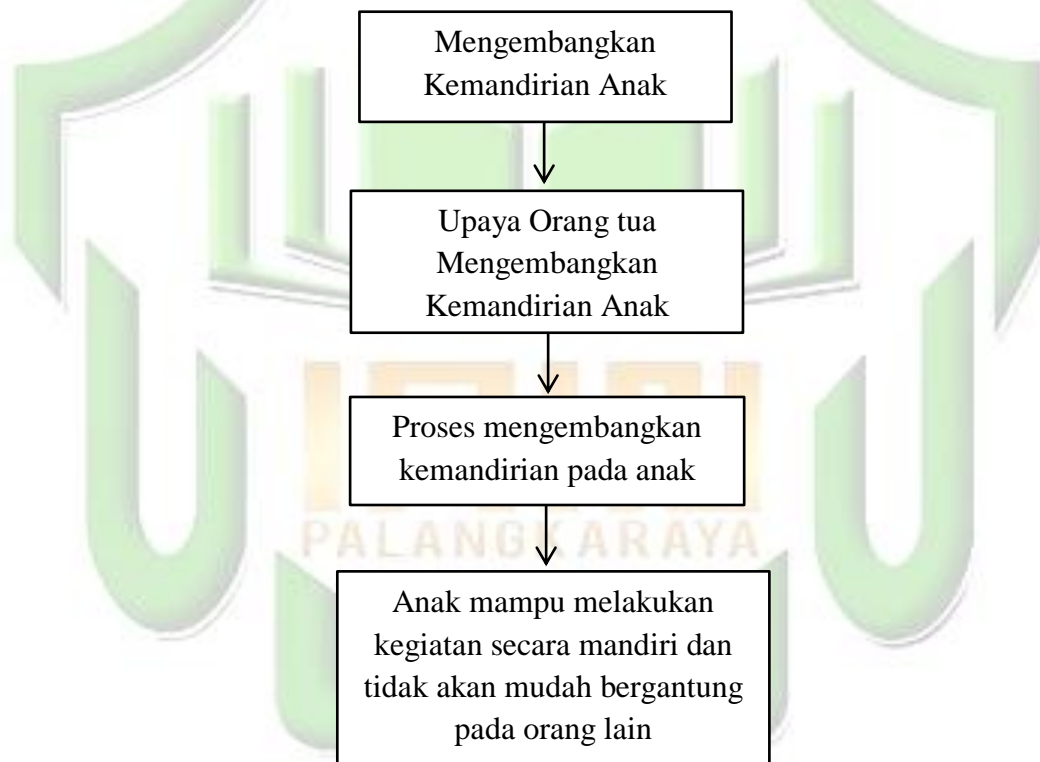 Mengembangkan
Kemandirian Anak
Upaya Orang tua
Mengembangkan
Kemandirian Anak
Proses mengembangkan
kemandirian pada anak
PALANGKARAYA
Anak mampu melakukan
kegiatan secara mandiri dan
tidak akan mudah bergantung
pada orang lain